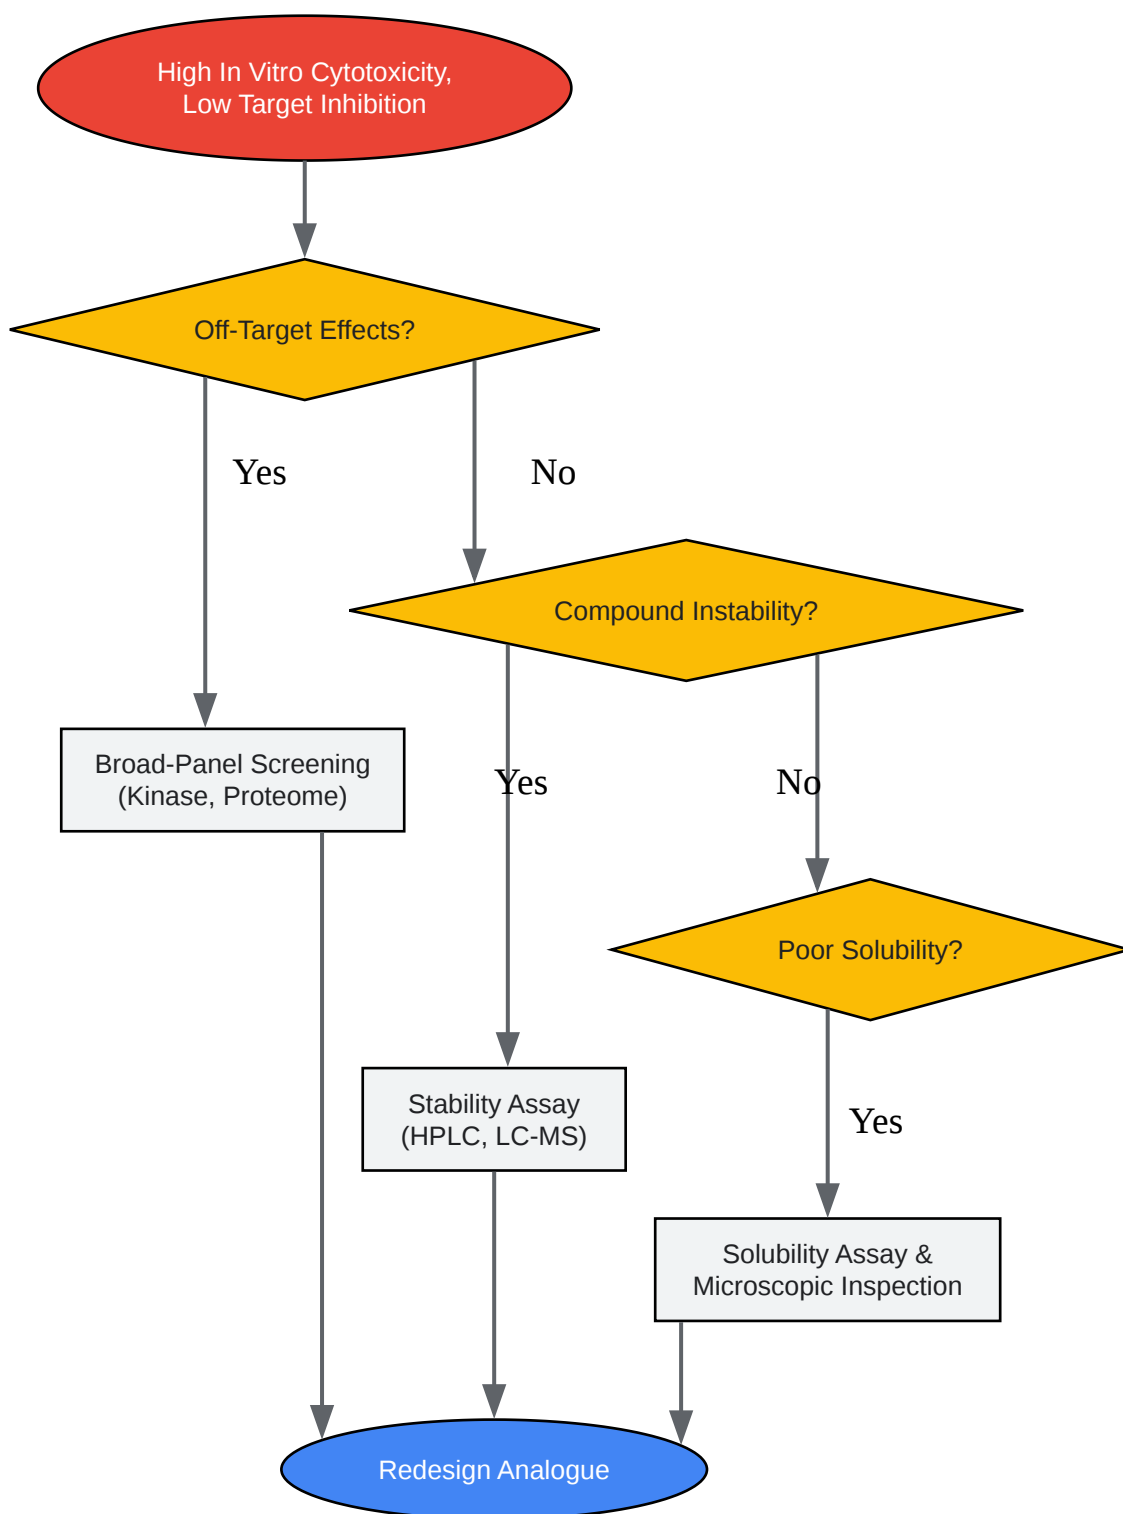 High In Vitro Cytotoxicity,
Low Target Inhibition
Off-Target Effects?
Yes
No
Compound Instability?
Broad-Panel Screening
(Kinase, Proteome)
Yes
No
Poor Solubility?
Stability Assay
(HPLC, LC-MS)
Yes
Solubility Assay &
Microscopic Inspection
Redesign Analogue